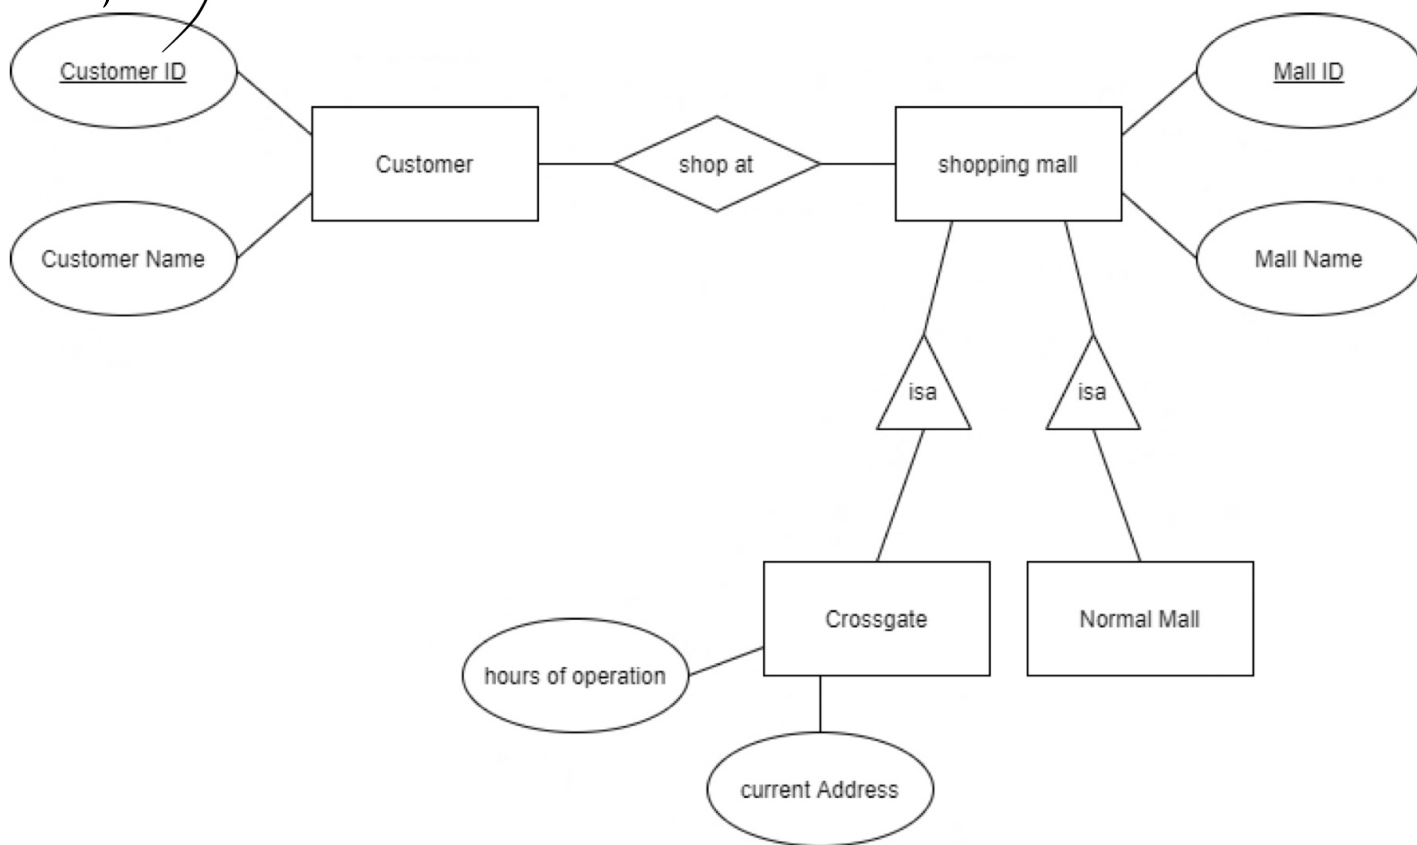 Customer ID
Mall ID
Customer
shop at
shopping mall
Customer Name
Mall Name
isa
isa
Crossgate
Normal Mall
hours of operation
current Address